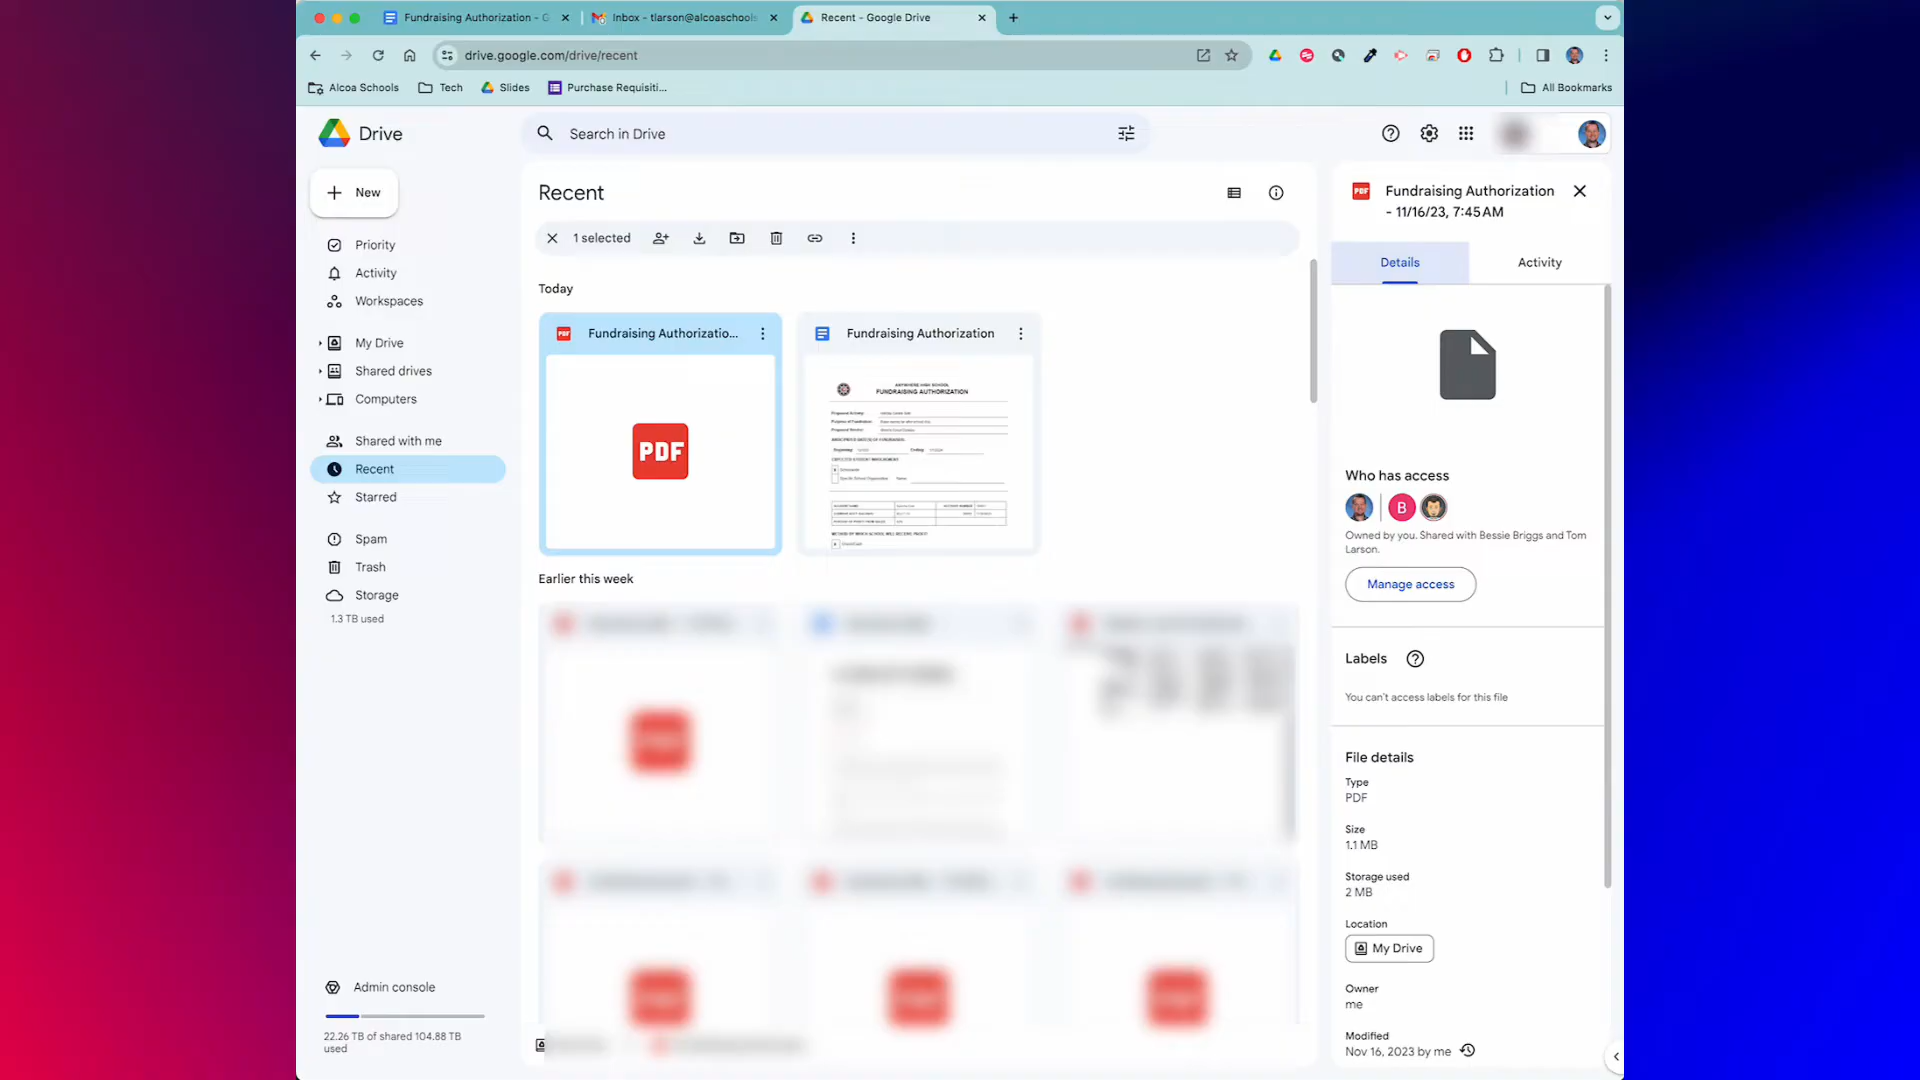 Fundraising Authorization - G
Inbox - tlarson@alcoaschools
Recent - Google Drive
drive.google.com/drive/recent
Alcoa Schools
Tech
Slides
Purchase Requisiti...
All Bookmarks
Drive
Search in Drive
New
Priority
Activity
Workspaces
My Drive
Shared drives
Computers
Shared with me
Recent
Starred
Spam
Trash
Storage
1.3 TB used
Admin console
22.26 TB of shared 104.88 TB
used
Recent
1 selected
Today
PDF
Fundraising Authorizatio...
PDF
Fundraising Authorization
ANYWHERE HIGH SCHOOL
FUNDRAISING AUTHORIZATION
Earlier this week
PDF
Fundraising Authorization
- 11/16/23, 7:45 AM
Details
Activity
Who has access
B
Owned by you. Shared with Bessie Briggs and Tom
Larson.
Manage access
Labels
You can't access labels for this file
File details
Type
PDF
Size
1.1 MB
Storage used
2 MB
Location
My Drive
Owner
me
Modified
Nov 16, 2023 by me